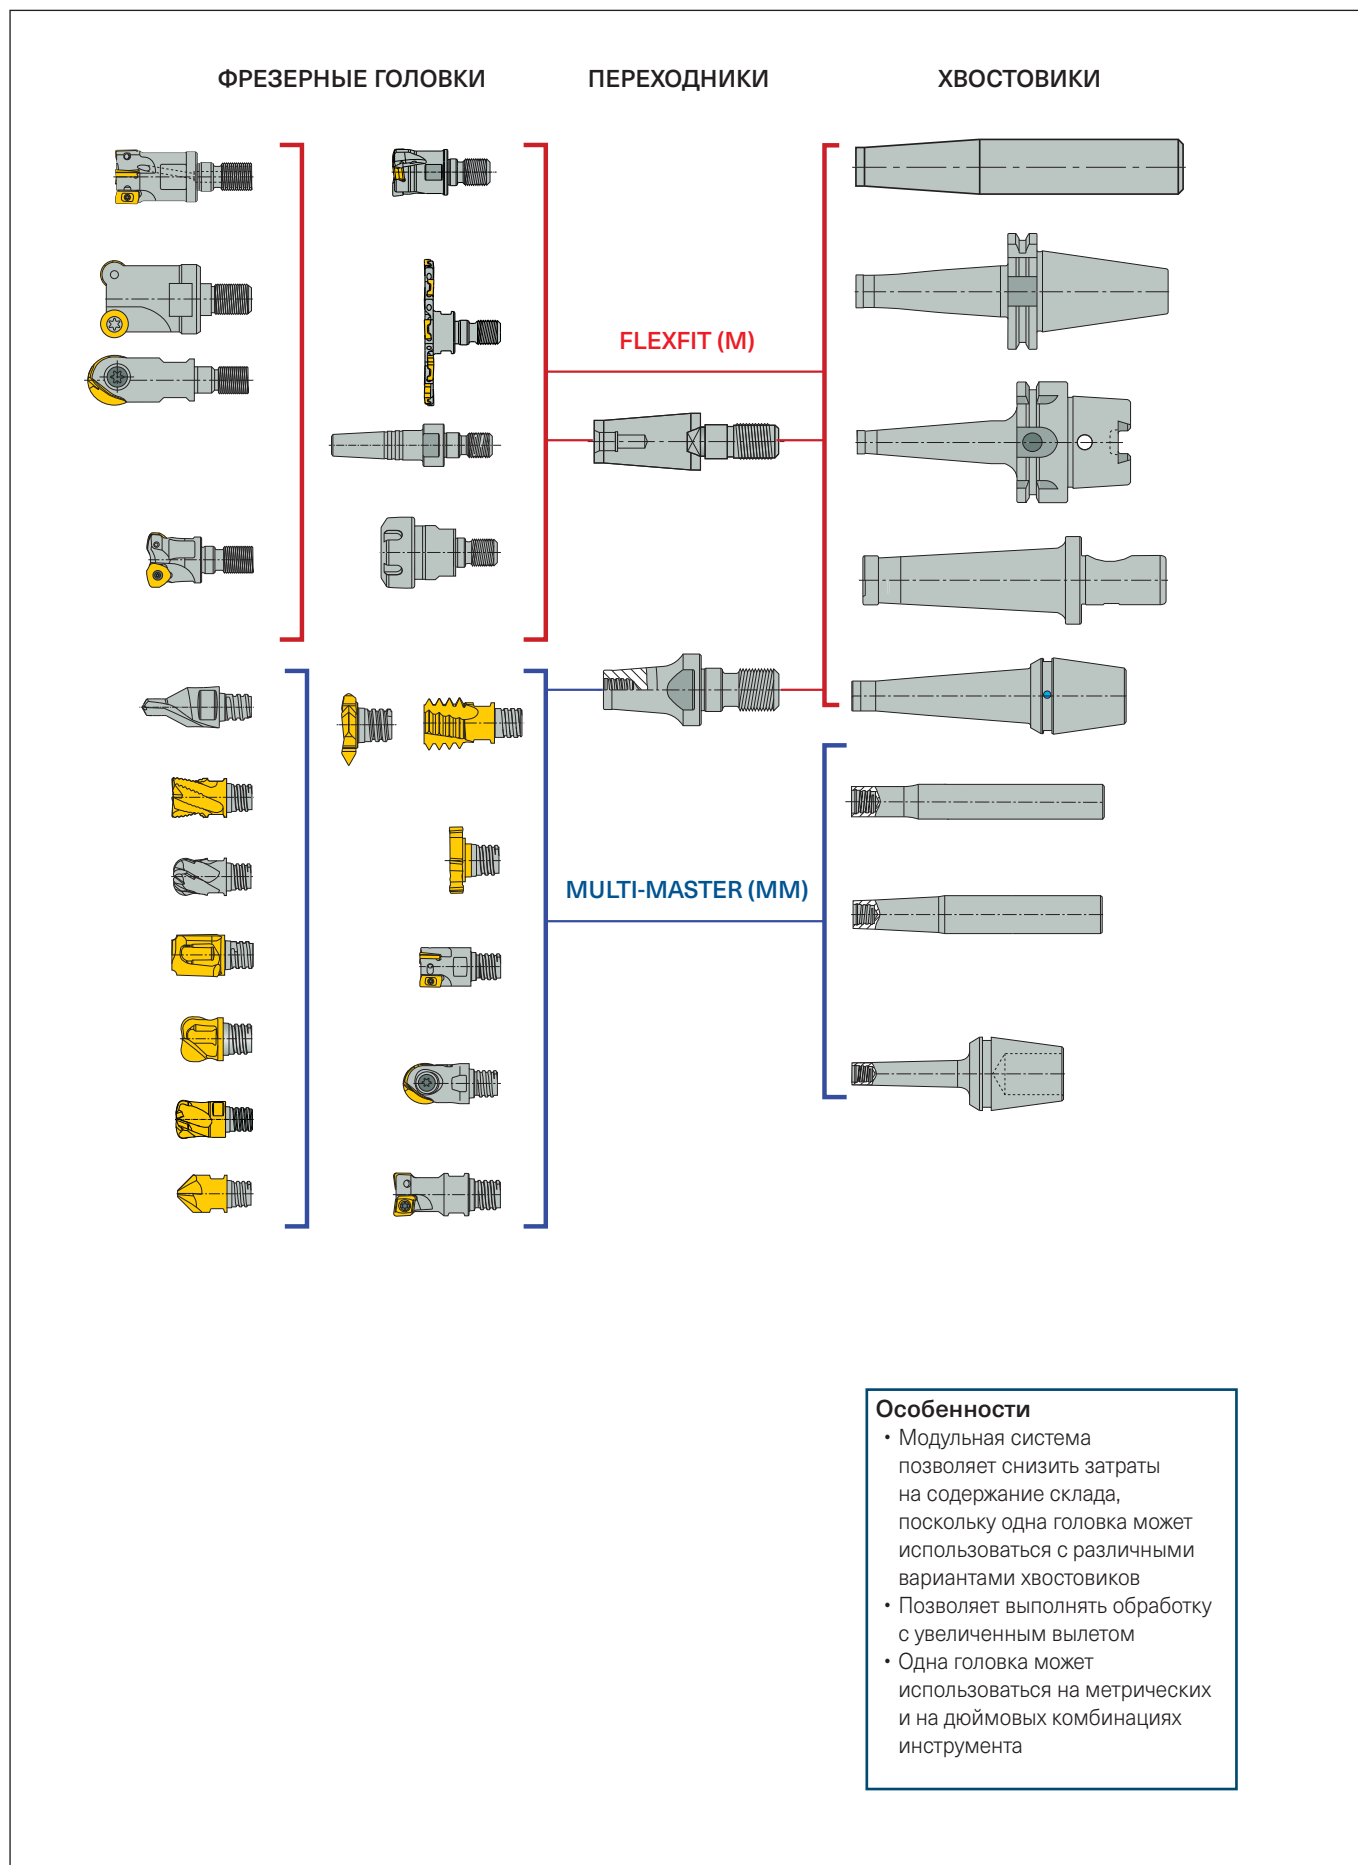 ФРЕЗЕРНЫЕ ГОЛОВКИ
ПЕРЕХОДНИКИ
ХВОСТОВИКИ
FLEXFIT (M)
MULTI-MASTER (MM)
Особенности
• Модульная система
позволяет снизить затраты
на содержание склада,
поскольку одна головка может
использоваться с различными
вариантами хвостовиков
• Позволяет выполнять обработку
с увеличенным вылетом
• Одна головка может
использоваться на метрических
и на дюймовых комбинациях
инструмента